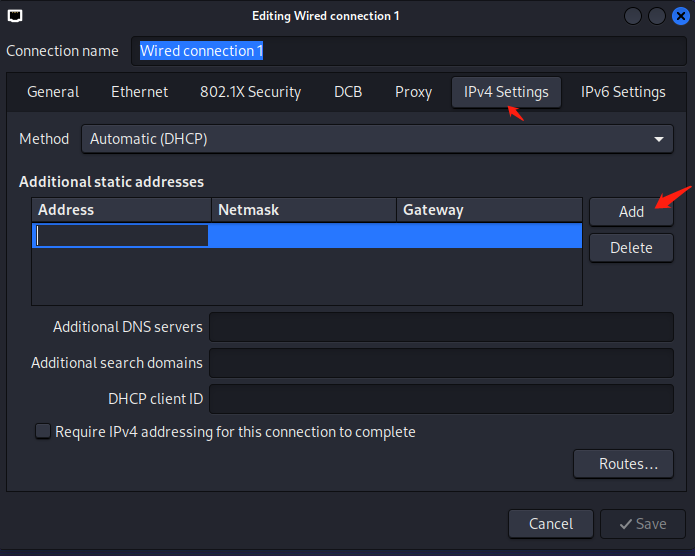 Editing Wired connection 1
Connection name Wired connection 1
General Ethernet 802.1X Security DCB Proxy IPv4 Settings IPv6 Settings
Method Automatic (DHCP)
Additional static addresses
Address Netmask Gateway Add
Delete
Additional DNS servers
Additional search domains
DHCP client ID
Require IPv4 addressing for this connection to complete
Routes…
Cancel Save